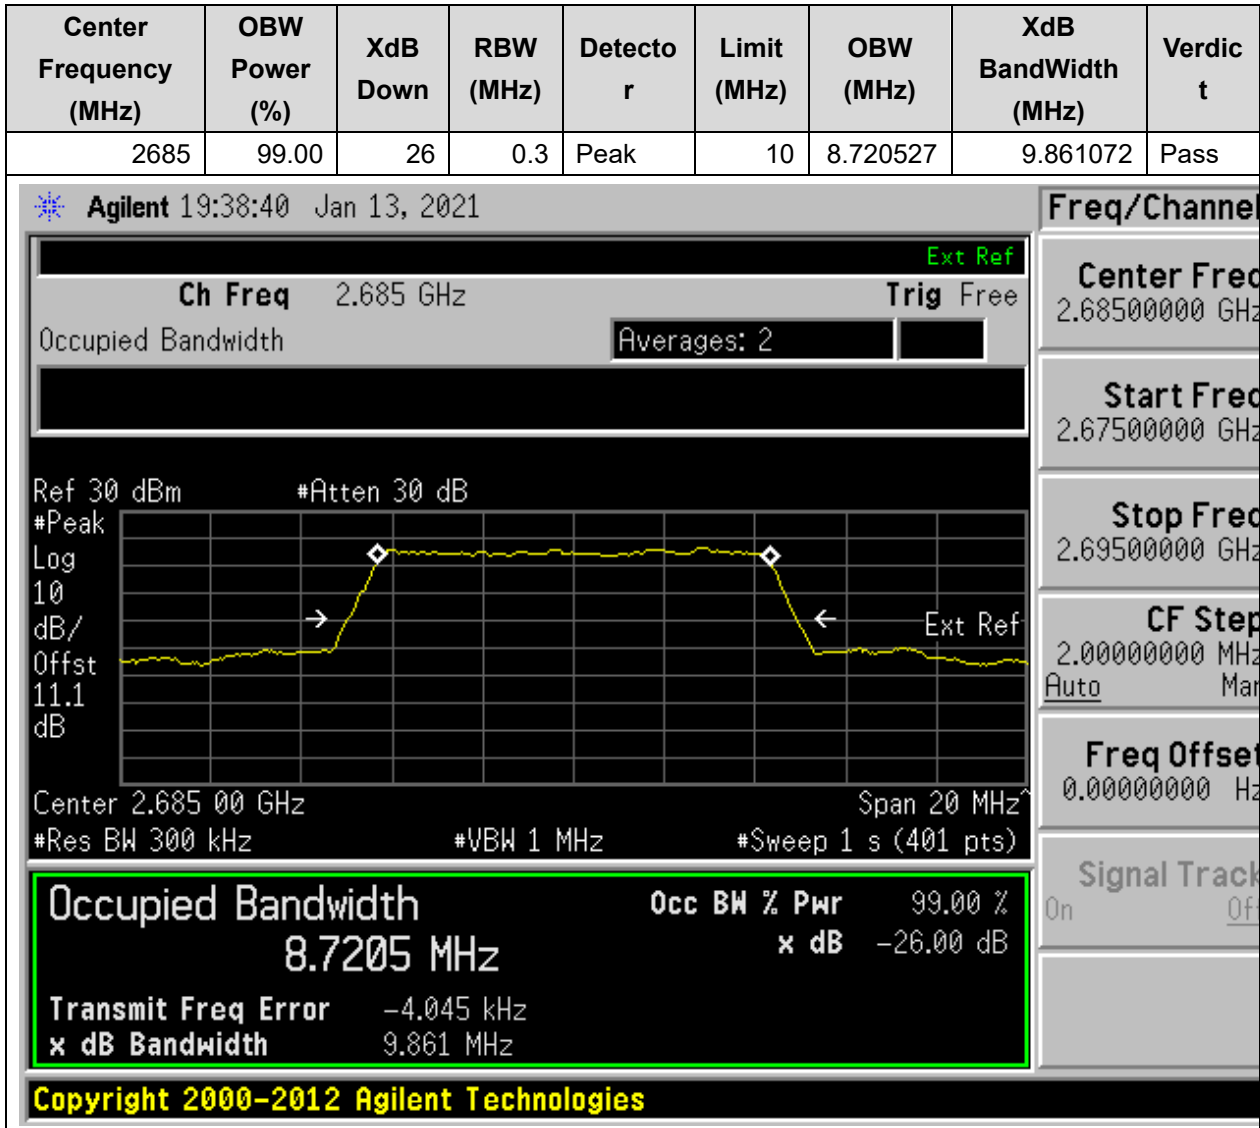 Center Frequency (MHz) OBW Power (%) XdB Down RBW (MHz) Detecto r Limit (MHz) OBW (MHz) XdB BandWidth (MHz) Verdic t
2685 99.00 26 0.3 Peak 10 8.720527 9.861072 Pass
Agilent 19:38:40 Jan 13, 2021
Freq/Channel
Ext Ref
Ch Freq 2.685 GHz Trig Free
Occupied Bandwidth Averages: 2
Center Freq
2.68500000 GHz
Start Freq
2.67500000 GHz
Stop Freq
2.69500000 GHz
CF Step
2.00000000 MHz
Auto Man
Freq Offset
0.00000000 Hz
Signal Track
On Off
Ref 30 dBm #Atten 30 dB
#Peak
Log
10
dB/
Offst
11.1
dB
Ext Ref
Center 2.685 00 GHz Span 20 MHz^
#Res BW 300 kHz #VBW 1 MHz #Sweep 1 s (401 pts)
Occupied Bandwidth
8.7205 MHz
Occ BW % Pwr 99.00 %
x dB -26.00 dB
Transmit Freq Error -4.045 kHz
x dB Bandwidth 9.861 MHz
Copyright 2000-2012 Agilent Technologies